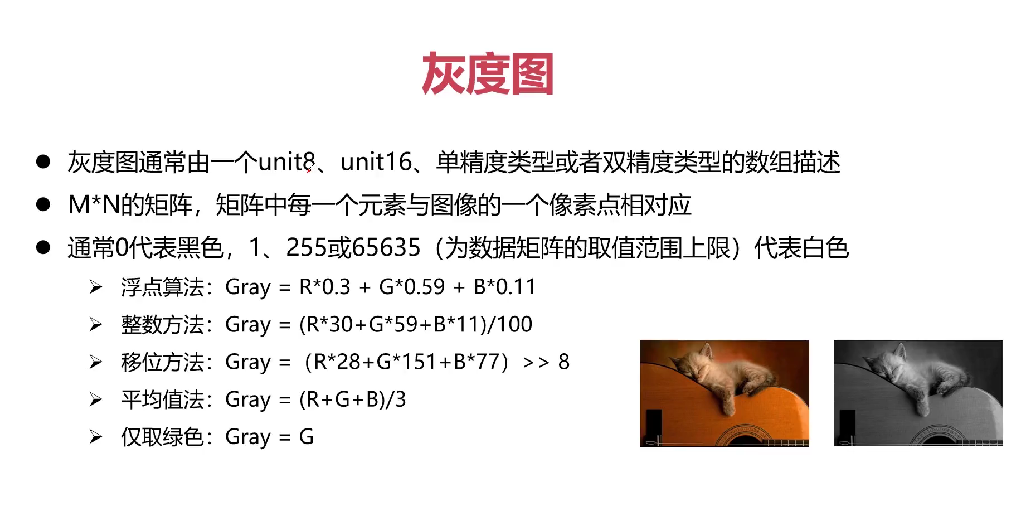 灰度图
● 灰度图通常由一个unit8、unit16、单精度类型或者双精度类型的数组描述
● M*N的矩阵，矩阵中每一个元素与图像的一个像素点相对应
● 通常0代表黑色，1、255或65635（为数据矩阵的取值范围上限）代表白色
➢ 浮点算法：Gray = R*0.3 + G*0.59 + B*0.11
➢ 整数方法：Gray = (R*30+G*59+B*11)/100
➢ 移位方法：Gray =（R*28+G*151+B*77）>> 8
➢ 平均值法：Gray = (R+G+B)/3
➢ 仅取绿色：Gray = G